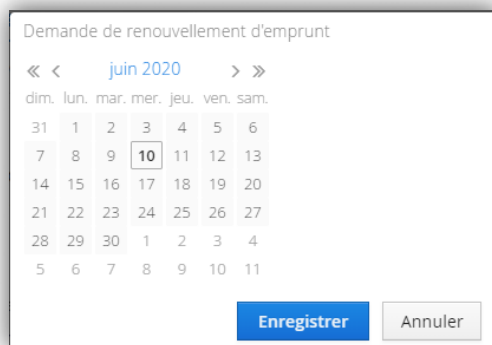 Demande de renouvellement d'emprunt
« < juin 2020 > »
dim. lun. mar. mer. jeu. ven. sam.
31 1 2 3 4 5 6
7 8 9 10 11 12 13
14 15 16 17 18 19 20
21 22 23 24 25 26 27
28 29 30 1 2 3 4
5 6 7 8 9 10 11
Enregistrer Annuler